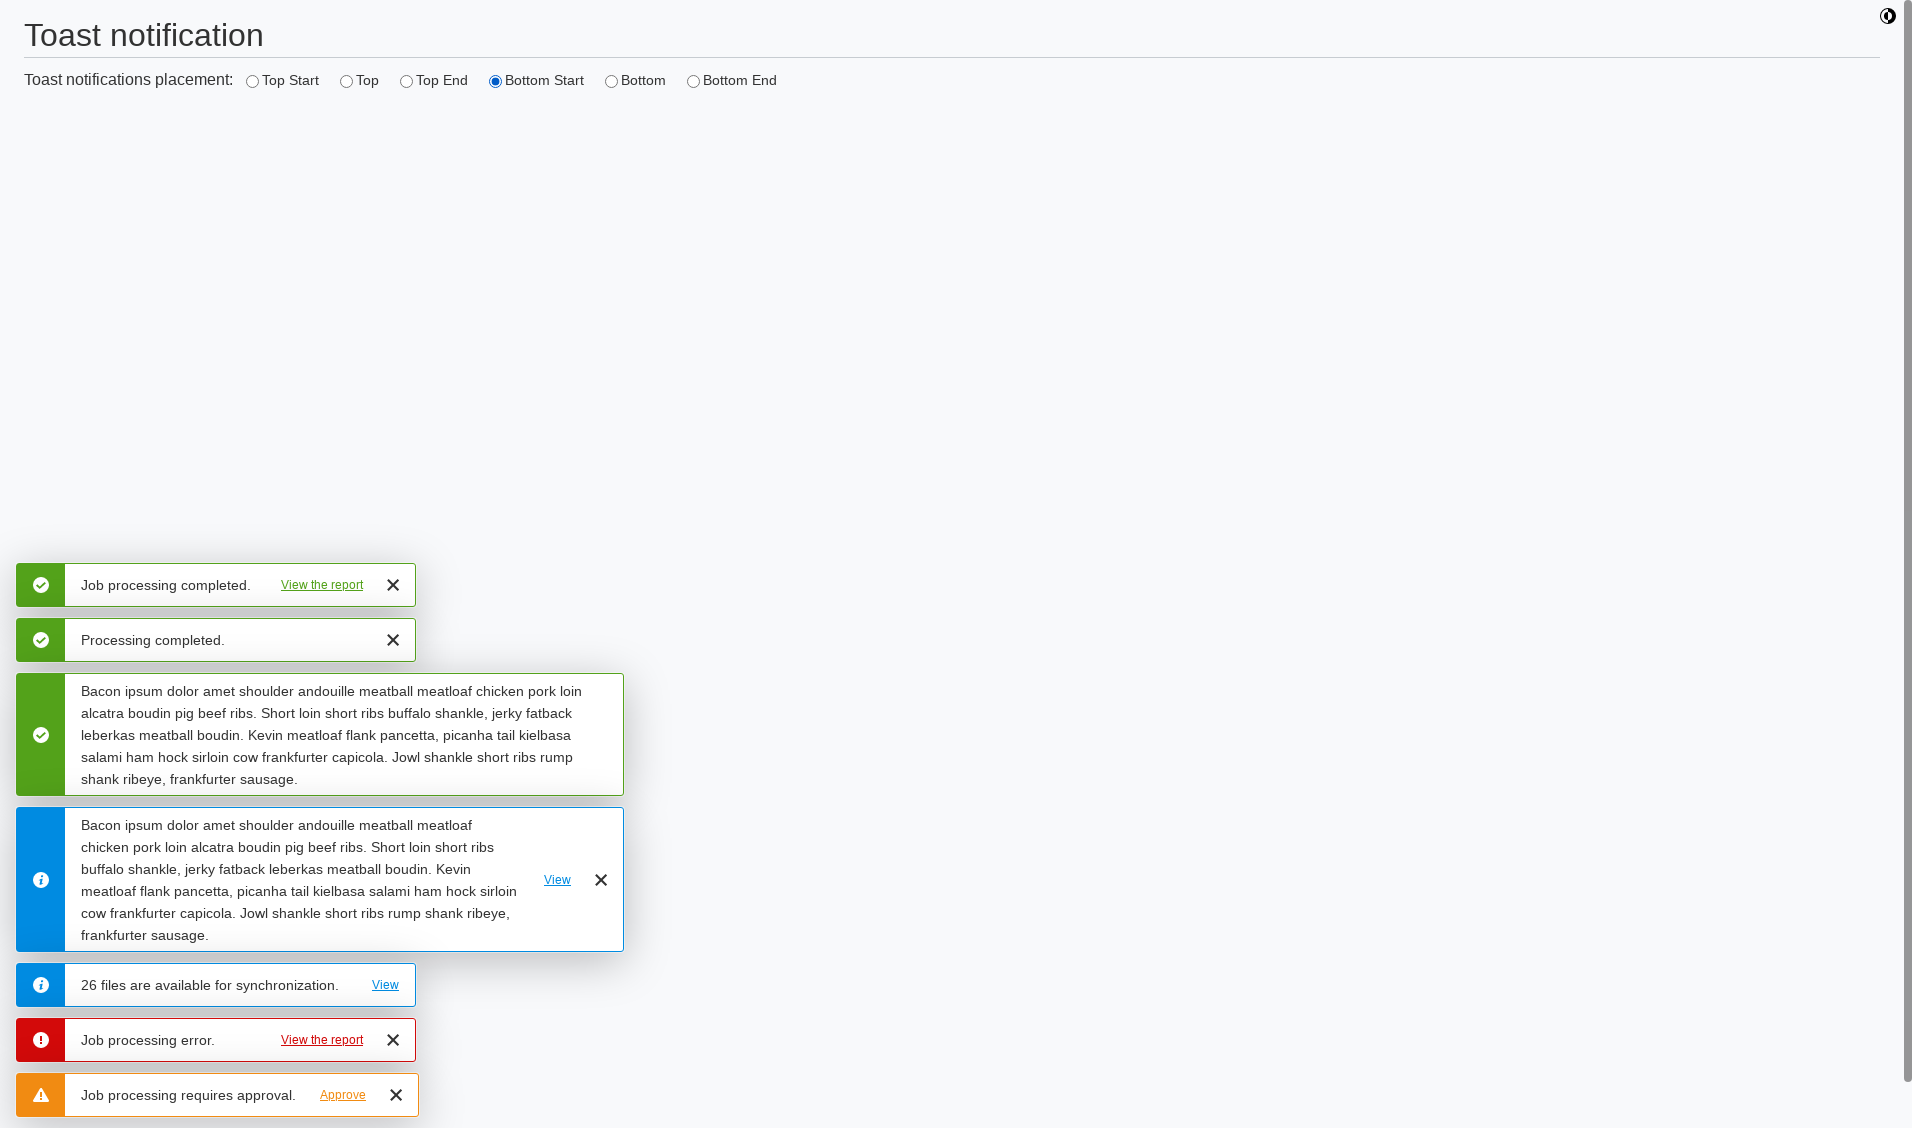 Toast notification
Toast notifications placement: Top Start Top Top End Bottom Start Bottom Bottom End
Job processing completed. View the report
Processing completed.
Bacon ipsum dolor amet shoulder andouille meatball meatloaf chicken pork loin
alcatra boudin pig beef ribs. Short loin short ribs buffalo shankle, jerky fatback
leberkas meatball boudin. Kevin meatloaf flank pancetta, picanha tail kielbasa
salami ham hock sirloin cow frankfurter capicola. Jowl shankle short ribs rump
shank ribeye, frankfurter sausage.
Bacon ipsum dolor amet shoulder andouille meatball meatloaf
chicken pork loin alcatra boudin pig beef ribs. Short loin short ribs
buffalo shankle, jerky fatback leberkas meatball boudin. Kevin
meatloaf flank pancetta, picanha tail kielbasa salami ham hock sirloin
cow frankfurter capicola. Jowl shankle short ribs rump shank ribeye,
frankfurter sausage.
View
26 files are available for synchronization. View
Job processing error. View the report
Job processing requires approval. Approve